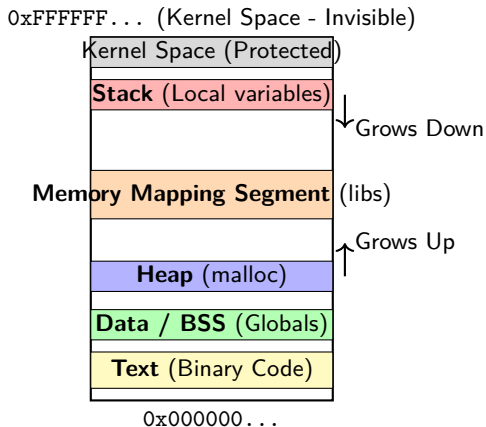 0xFFFFFF... (Kernel Space - Invisible)
Kernel Space (Protected)
Stack (Local variables)
Grows Down
Memory Mapping Segment (libs)
Grows Up
Heap (malloc)
Data / BSS (Globals)
Text (Binary Code)
0x000000...